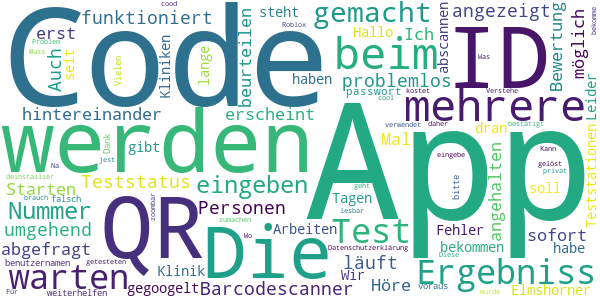 Code
App
ID
QR
Die
werden
beim
mehrere
warten
Test
Ergebniss
gemacht
funktioniert
erst
steht
angezeigt
cood
Roblox
bekomme
Problem
Muss
Vielen
Auch
seit
Kliniken
lange
beurteilen
haben
Hallo
Ich
abscannen
Was
Verstehe
Bewertung
möglich
Leider
problemlos
passwort
kostet
cool
hintereinander
erscheint
verwendet
daher
bestätigt
Mal
dran
eingebe
Kann
gelöst
privat
Na
Dank
jest
gibt
Teststatus
eingeben
Tagen
lesbar
geht
bitte
angehalten
soll
Teststationen
deinstallier
Starten
brauch
falsch
Nummer
umgehend
abgefragt
benutzernamen
Für
weiterhelfen
zoombar
Personen
zumachen
Arbeiten
Wo
Datenschutzerklärung
Fehler
bekommen
Diese
sofort
habe
Klinik
Wir
läuft
Höre
voraus
wurde
Elmshorner
getesteten
gegoogelt
Barcodescanner